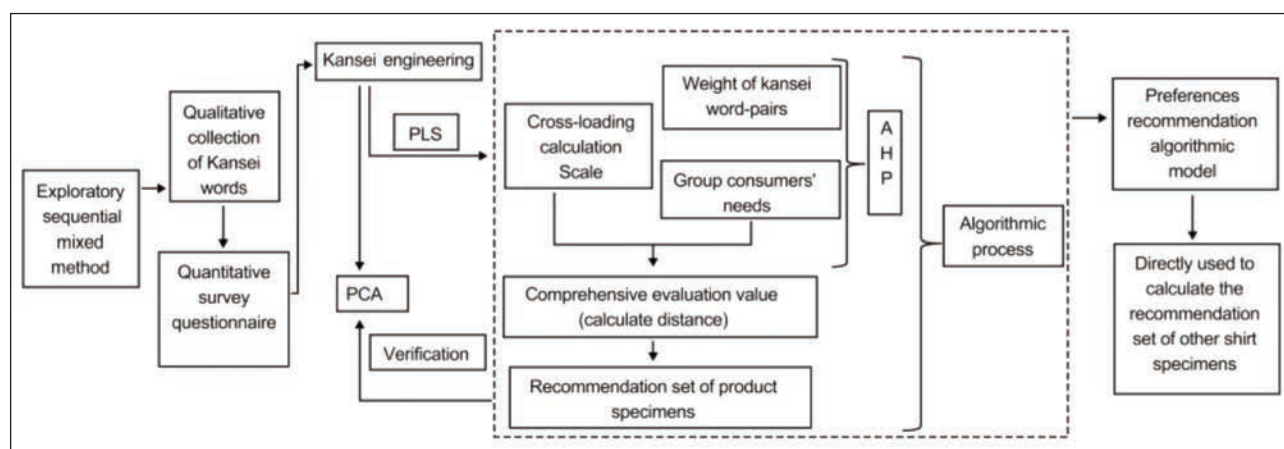 Exploratory
sequential
mixed
method
Qualitative
collection
of Kansei
words
Quantitative
survey
questionnaire
Kansei engineering
PLS
PCA
Verification
Cross-loading
calculation
Scale
Weight of kansei
word-pairs
Group consumers'
needs
A
H
P
Comprehensive evaluation value
(calculate distance)
Recommendation set of product
specimens
Algorithmic
process
Preferences
recommendation
algorithmic
model
Directly used to
calculate the
recommendation
set of other shirt
specimens